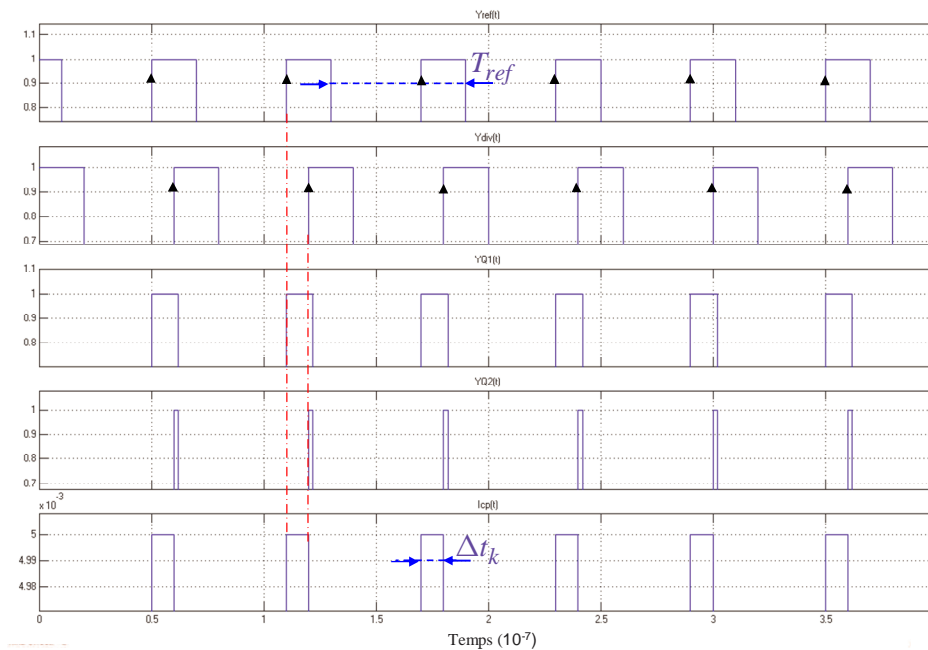 Yref(t)
1.1
1
0.9
0.8
T_ref
Ydiv(t)
1
0.9
0.8
0.7
YQ1(t)
1.1
1
0.9
0.8
YQ2(t)
1
0.9
0.8
0.7
x 10^-3
Icp(t)
5
4.99
4.98
Δt_k
0 0.5 1 1.5 2 2.5 3 3.5
Temps (10^-7)